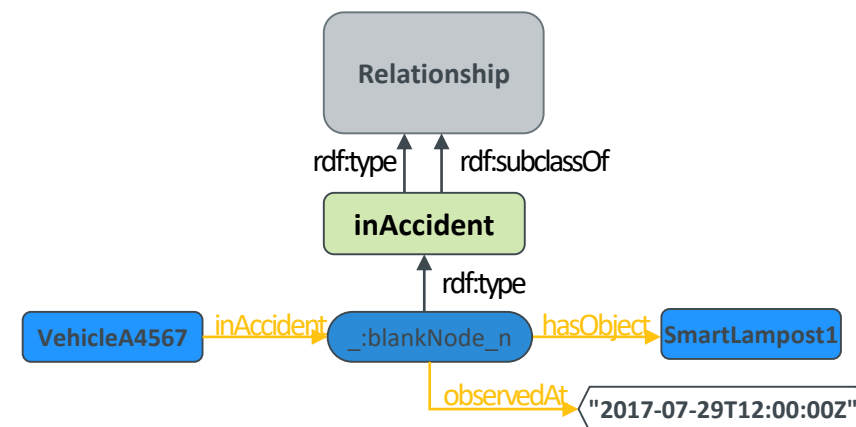 Relationship
rdf:type
rdf:subclassOf
inAccident
rdf:type
VehicleA4567
inAccident
_:blankNode_n
hasObject
SmartLampost1
observedAt
"2017-07-29T12:00:00Z"